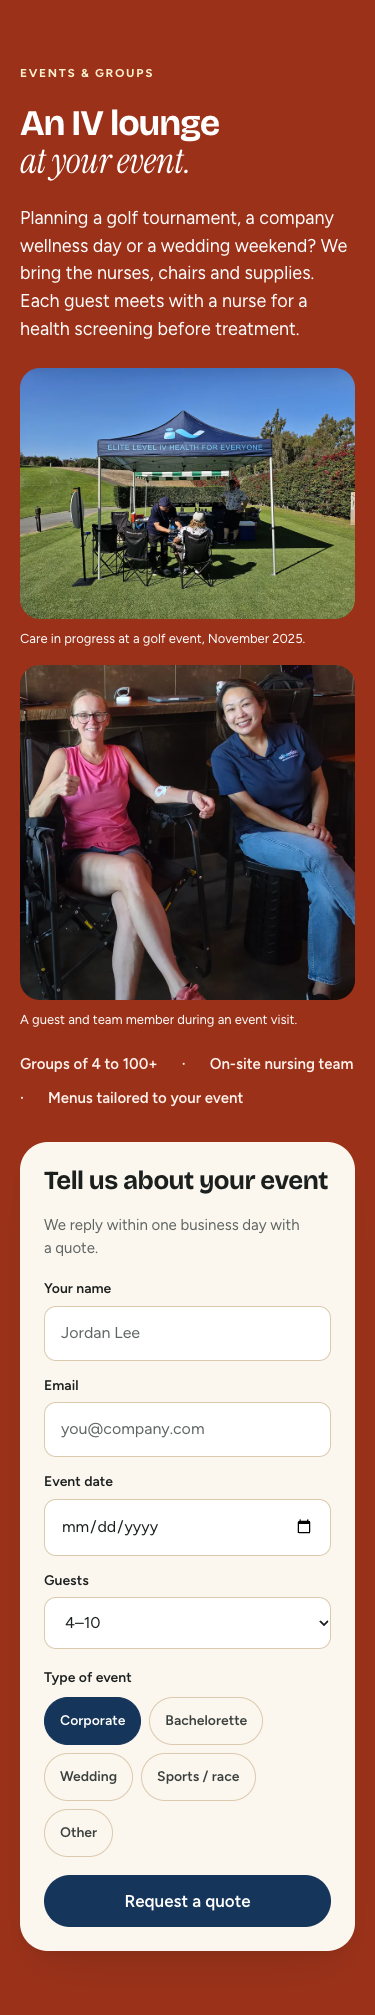 EVENTS & GROUPS
An IV lounge
at your event.
Planning a golf tournament, a company
wellness day or a wedding weekend? We
bring the nurses, chairs and supplies.
Each guest meets with a nurse for a
health screening before treatment.
ELITE LEVEL IV HEALTH FOR EVERYONE
Care in progress at a golf event, November 2025.
A guest and team member during an event visit.
Groups of 4 to 100+ · On-site nursing team
· Menus tailored to your event
Tell us about your event
We reply within one business day with
a quote.
Your name
Jordan Lee
Email
you@company.com
Event date
mm/dd/yyyy
Guests
4–10
Type of event
Corporate Bachelorette
Wedding Sports / race
Other
Request a quote